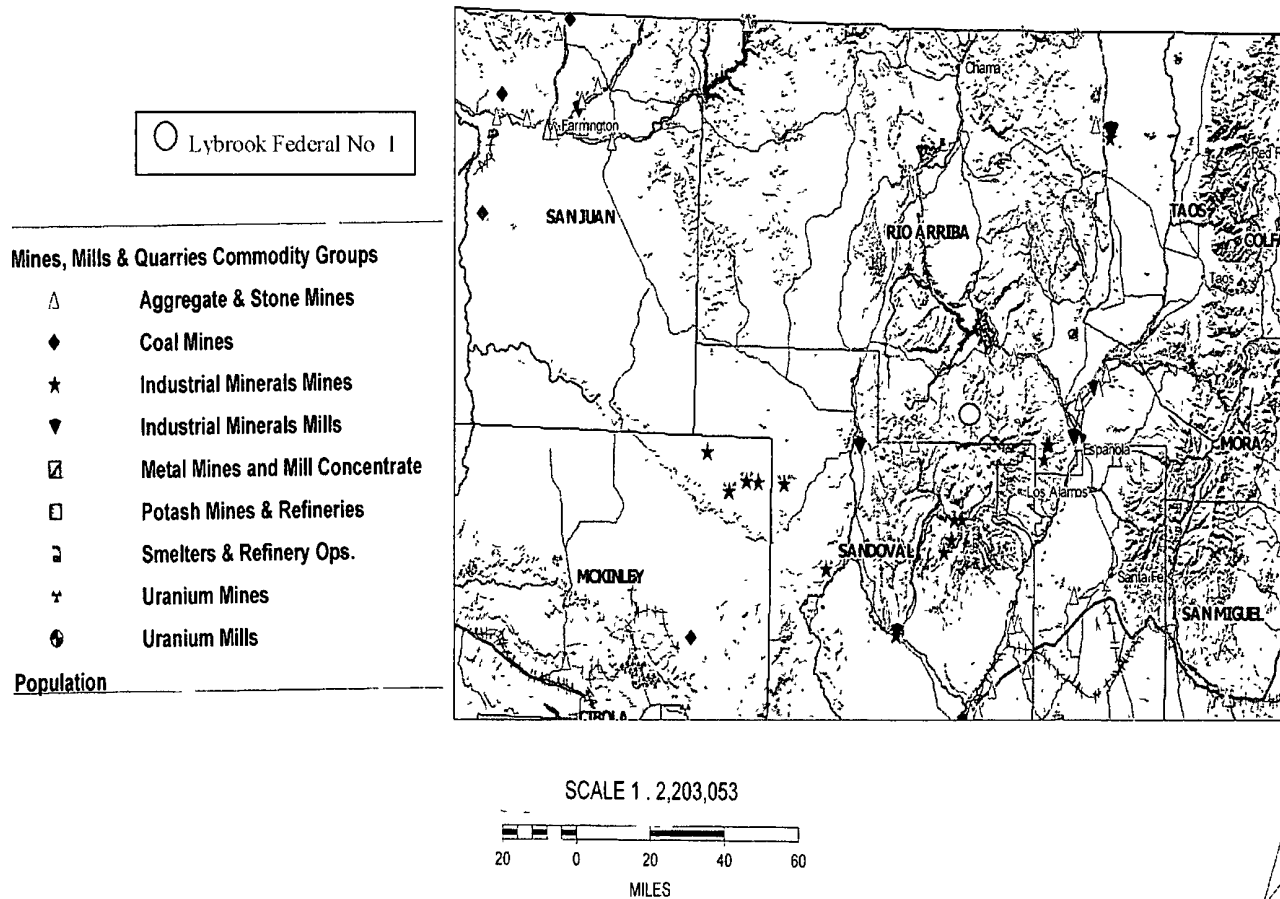 Lybrook Federal No 1
Mines, Mills & Quarries Commodity Groups
Aggregate & Stone Mines
Coal Mines
Industrial Minerals Mines
Industrial Minerals Mills
Metal Mines and Mill Concentrate
Potash Mines & Refineries
Smelters & Refinery Ops.
Uranium Mines
Uranium Mills
Population
Chama
Farmington
Red R
SAN JUAN
TAOS
RIO ARRIBA
COLF
Taos
MORA
Española
Los Alamos
SANDOVAL
MCKINLEY
Santa Fe
SAN MIGUEL
CIBOLA
SCALE 1 . 2,203,053
20 0 20 40 60
MILES